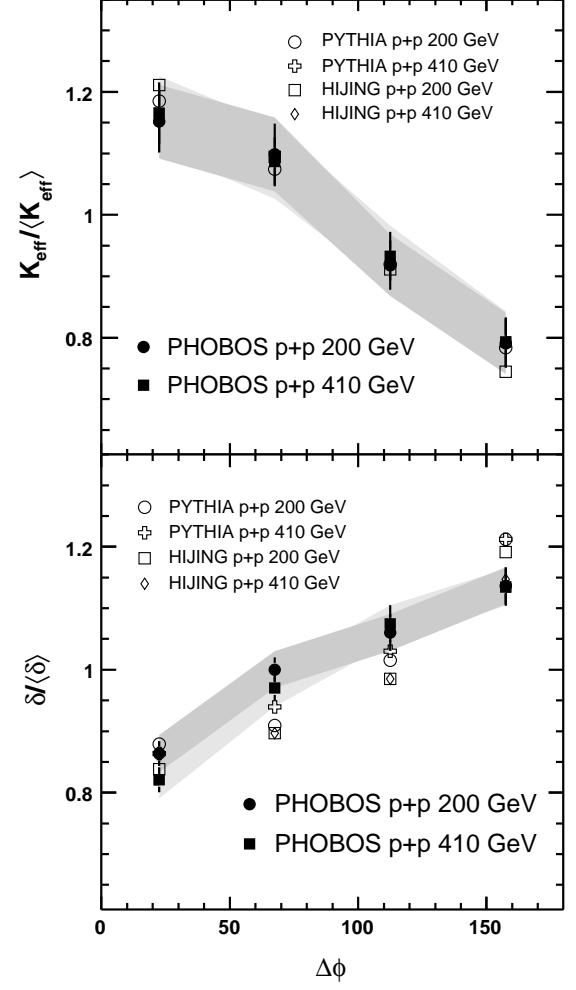 PYTHIA p+p 200 GeV
PYTHIA p+p 410 GeV
HIJING p+p 200 GeV
HIJING p+p 410 GeV
1.2
1
0.8
K_eff/⟨K_eff⟩
PHOBOS p+p 200 GeV
PHOBOS p+p 410 GeV
PYTHIA p+p 200 GeV
PYTHIA p+p 410 GeV
HIJING p+p 200 GeV
HIJING p+p 410 GeV
1.2
1
0.8
δ/⟨δ⟩
PHOBOS p+p 200 GeV
PHOBOS p+p 410 GeV
0 50 100 150
Δϕ